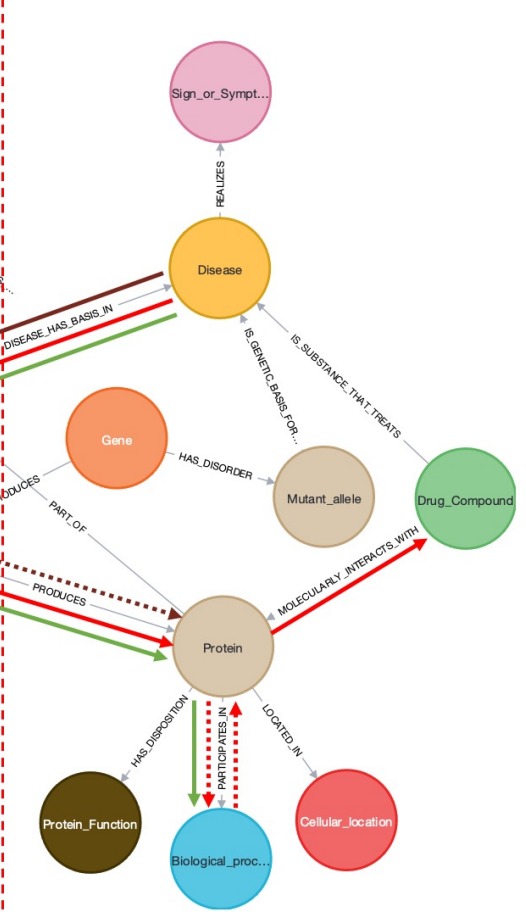 Sign_or_Sympt...
REALIZES
Disease
DISEASE_HAS_BASIS_IN
IS_GENETIC_BASIS_FOR...
IS_SUBSTANCE_THAT_TREATS
Gene
HAS_DISORDER
Mutant_allele
Drug_Compound
ODUCES
PART_OF
MOLECULARLY_INTERACTS_WITH
PRODUCES
Protein
HAS_DISPOSITION
PARTICIPATES_IN
LOCATED_IN
Protein_Function
Cellular_location
Biological_proc...